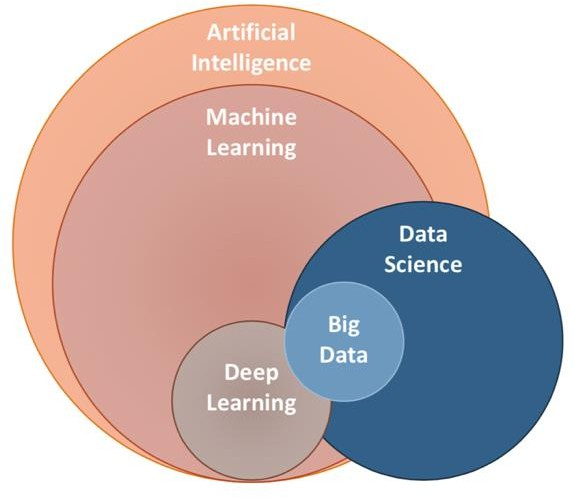 Artificial
Intelligence
Machine
Learning
Data
Science
Big
Data
Deep
Learning